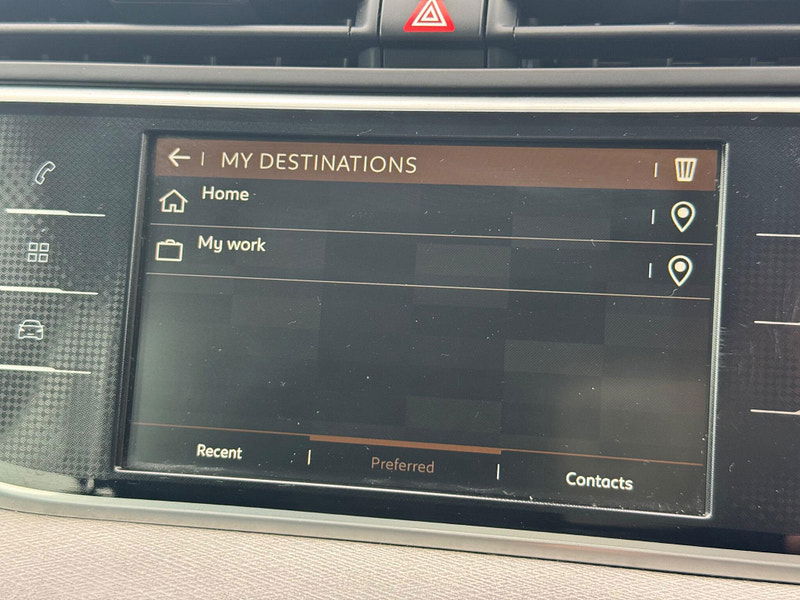 MY DESTINATIONS
Home
My work
Recent
Preferred
Contacts